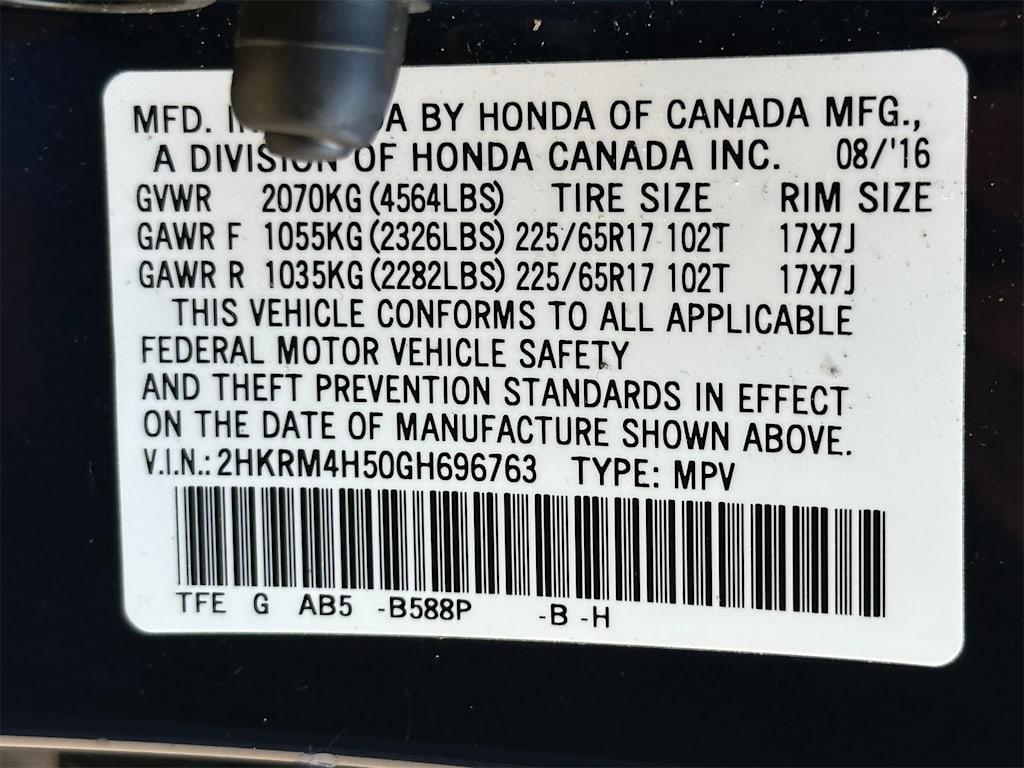 MFD. BY HONDA OF CANADA MFG.,
A DIVISION OF HONDA CANADA INC. 08/'16
GVWR 2070KG (4564LBS) TIRE SIZE RIM SIZE
GAWR F 1055KG (2326LBS) 225/65R17 102T 17X7J
GAWR R 1035KG (2282LBS) 225/65R17 102T 17X7J
THIS VEHICLE CONFORMS TO ALL APPLICABLE
FEDERAL MOTOR VEHICLE SAFETY
AND THEFT PREVENTION STANDARDS IN EFFECT
ON THE DATE OF MANUFACTURE SHOWN ABOVE.
V.I.N.: 2HKRM4H50GH696763 TYPE: MPV
TFE G AB5 -B588P -B -H